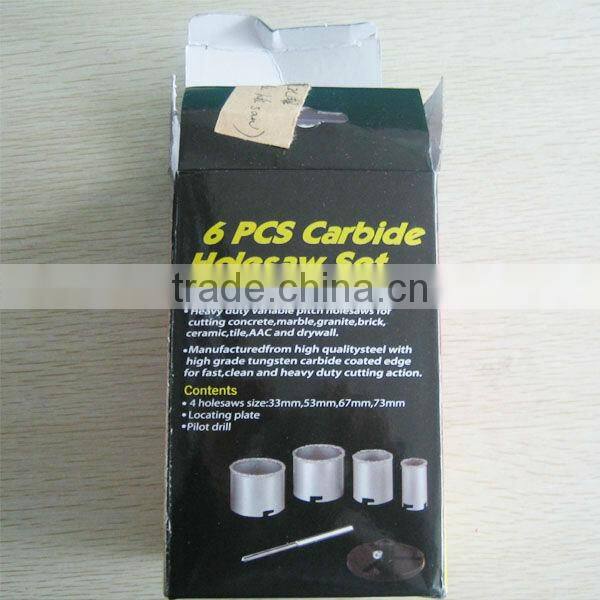 saw)
6 PCS Carbide
Holesaw Set
trade.china.cn
•Heavy duty variable pitch holesaws for
cutting concrete,marble,granite,brick,
ceramic,tile,AAC and drywall.
•Manufacturedfrom high qualitysteel with
high grade tungsten carbide coated edge
for fast,clean and heavy duty cutting action.
Contents
• 4 holesaws size:33mm,53mm,67mm,73mm
• Locating plate
•Pilot drill